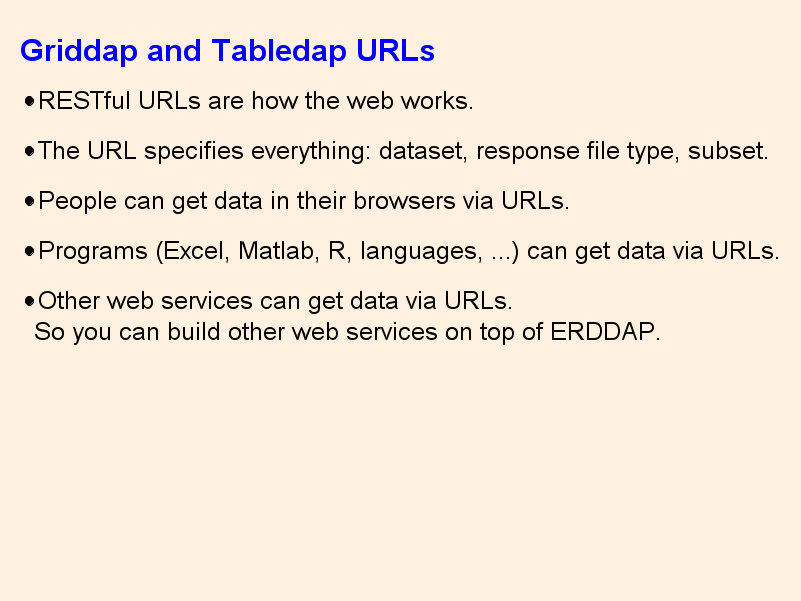 Griddap and Tabledap URLs
●RESTful URLs are how the web works.
●The URL specifies everything: dataset, response file type, subset.
●People can get data in their browsers via URLs.
●Programs (Excel, Matlab, R, languages, ...) can get data via URLs.
●Other web services can get data via URLs.
So you can build other web services on top of ERDDAP.